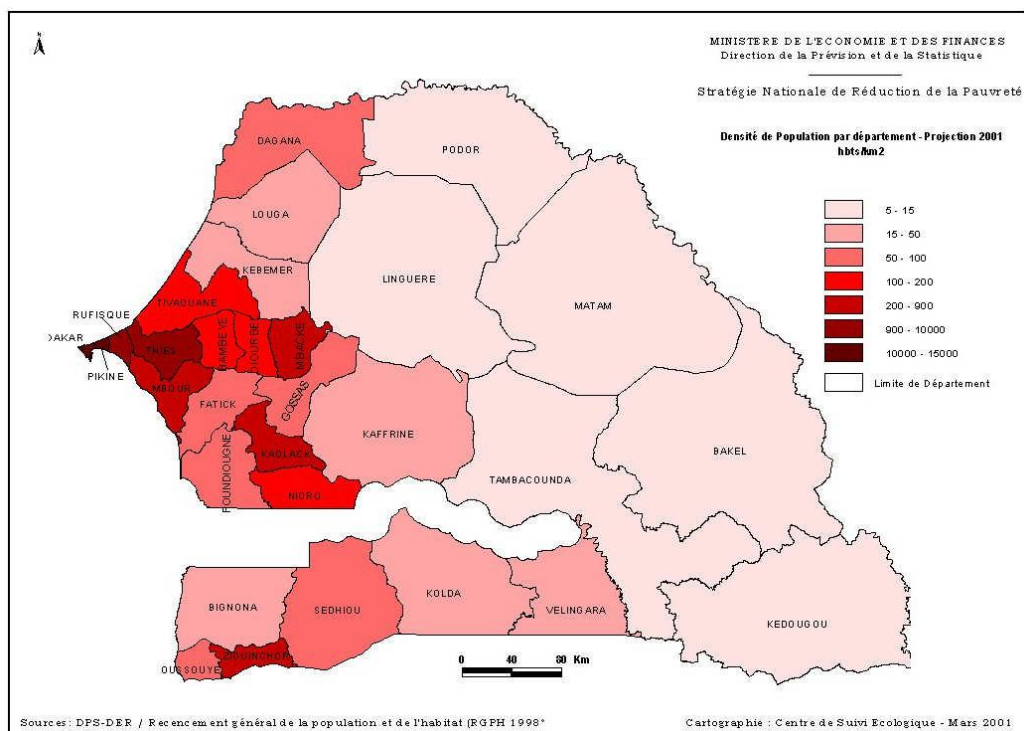 N
MINISTERE DE L'ECONOMIE ET DES FINANCES
Direction de la Prévision et de la Statistique
Stratégie Nationale de Réduction de la Pauvreté
Densité de Population par département - Projection 2001
hbts/km2
5 - 15
15 - 50
50 - 100
100 - 200
200 - 900
900 - 10000
10000 - 15000
Limite de Département
DAGANA
PODOR
LOUGA
LINGUERE
KEBEMER
MATAM
TIVAOUANE
RUFISQUE
DAKAR
PIKINE
THIES
BAMBEYE
DIOURBE
MBACKE
MBOUR
FATICK
GOSSAS
KAFFRINE
KAOLACK
FOUNDIOUGNE
NIORO
TAMBACOUNDA
BAKEL
BIGNONA
SEDHIOU
KOLDA
VELINGARA
KEDOUGOU
OUSSOUYE
ZIGUINCHOR
0 40 80 Km
Sources: DPS-DER / Recencement général de la population et de l'habitat (RGPH 1998"
Cartographie : Centre de Suivi Ecologique - Mars 2001